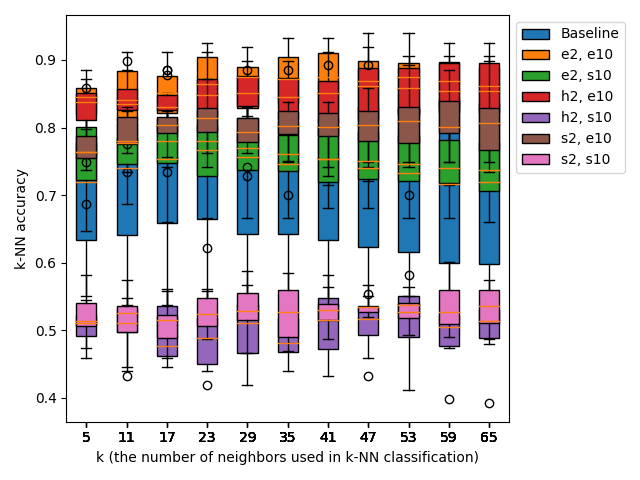 0.9
0.8
0.7
0.6
0.5
0.4
k-NN accuracy
5 11 17 23 29 35 41 47 53 59 65
k (the number of neighbors used in k-NN classification)
Baseline
e2, e10
e2, s10
h2, e10
h2, s10
s2, e10
s2, s10